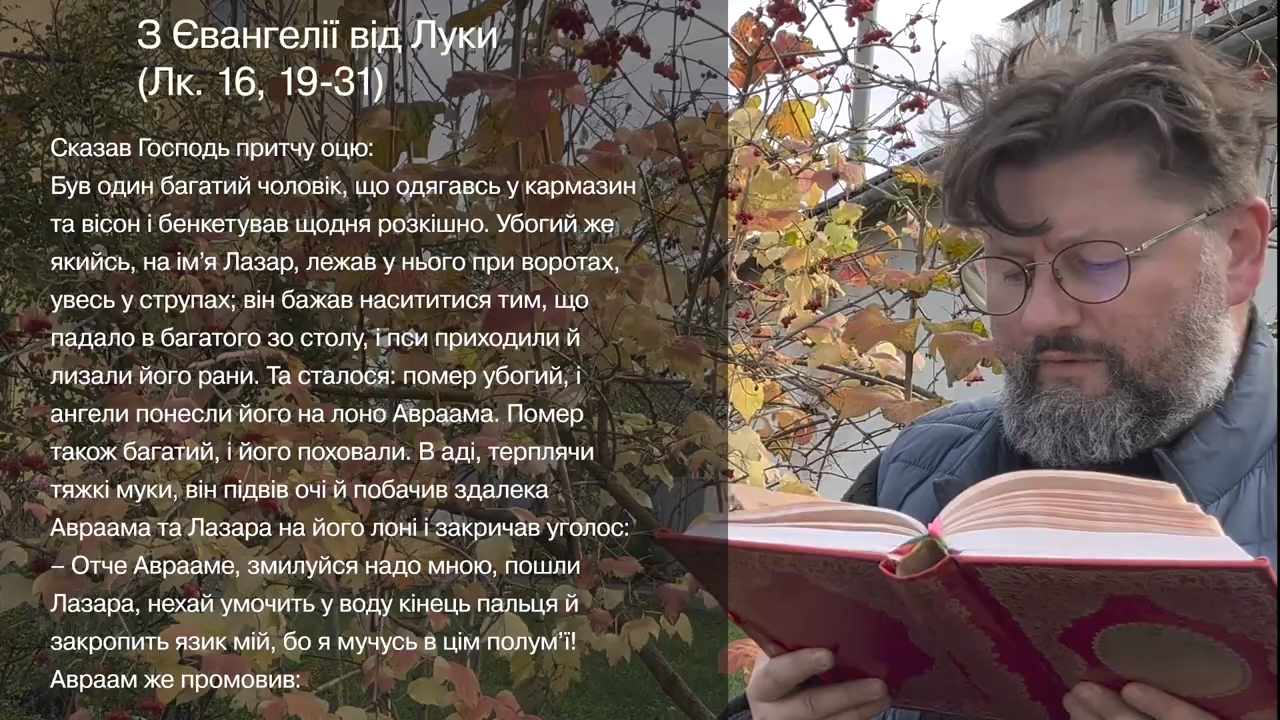 З Євангелії від Луки
(Лк. 16, 19-31)
Сказав Господь притчу оцю:
Був один багатий чоловік, що одягавсь у кармазин
та вісон і бенкетував щодня розкішно. Убогий же
якийсь, на ім’я Лазар, лежав у нього при воротах,
увесь у струпах; він бажав насититися тим, що
падало в багатого зо столу, і пси приходили й
лизали його рани. Та сталося: помер убогий, і
ангели понесли його на лоно Авраама. Помер
також багатий, і його поховали. В аді, терплячи
тяжкі муки, він підвів очі й побачив здалека
Авраама та Лазара на його лоні і закричав уголос:
– Отче Аврааме, змилуйся надо мною, пошли
Лазара, нехай умочить у воду кінець пальця й
закропить язик мій, бо я мучусь в цім полум’ї!
Авраам же промовив: